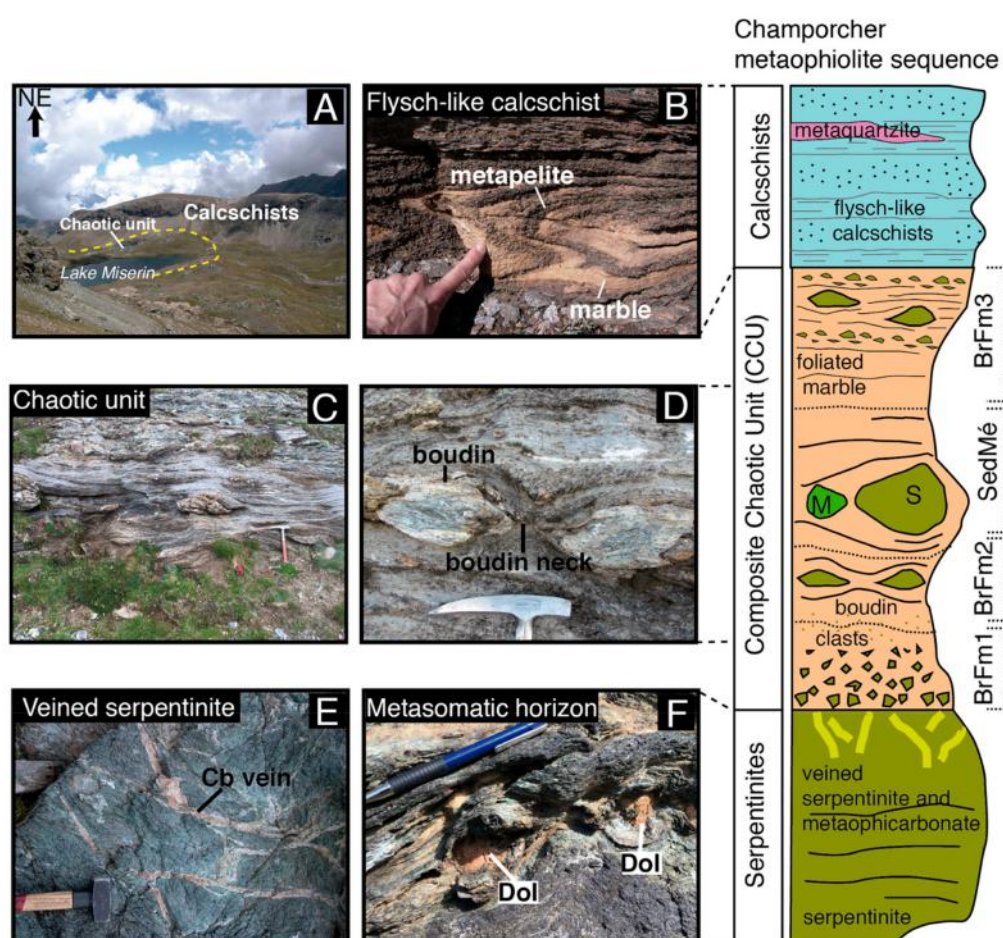 Champorcher
metaophiolite sequence
NE
A
Chaotic unit
Calcschists
Lake Miserin
Flysch-like calcschist
B
metapelite
marble
Chaotic unit
C
D
boudin
boudin neck
Veined serpentinite
E
Cb vein
Metasomatic horizon
F
Dol
Dol
Calcschists
Composite Chaotic Unit (CCU)
Serpentinites
metaquartzite
flysch-like
calcschists
foliated
marble
M
S
boudin
clasts
veined
serpentinite and
metaophicarbonate
serpentinite
BrFm3
SedMé
BrFm2
BrFm1